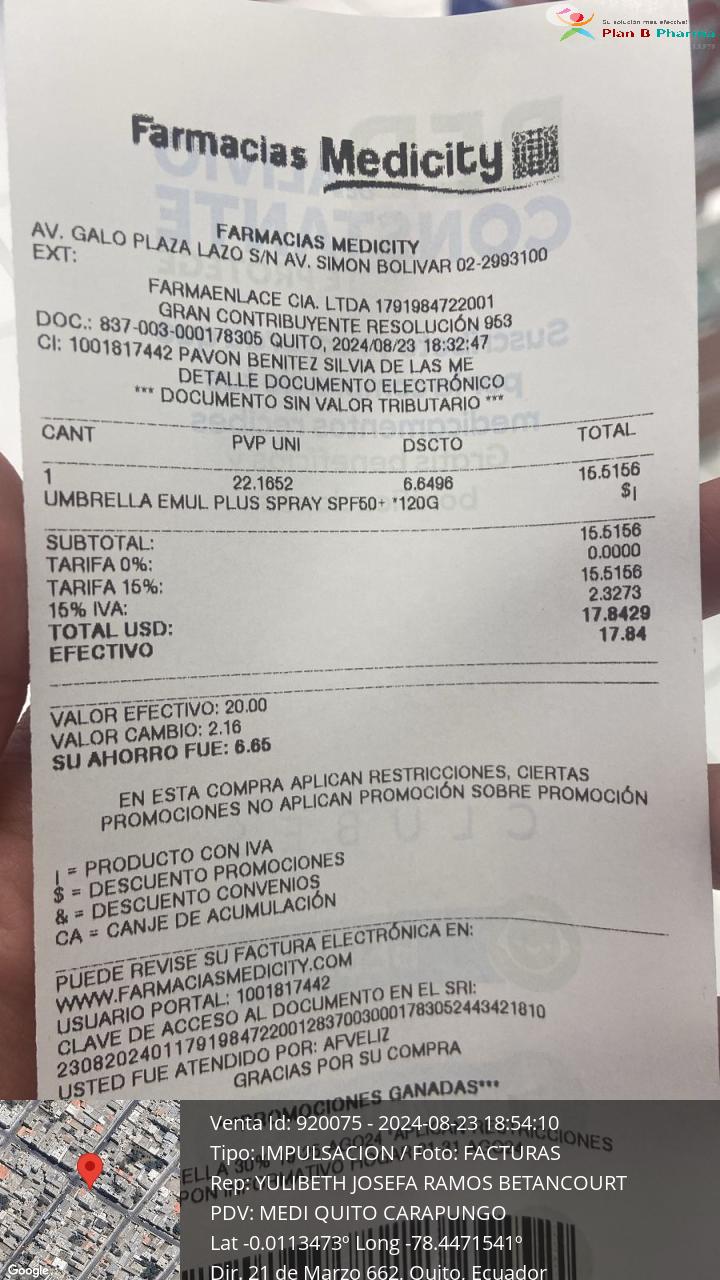 Su solución más efectiva!
Plan B Pharma
Farmacias Medicity
FARMACIAS MEDICITY
AV. GALO PLAZA LAZO S/N AV. SIMON BOLIVAR 02-2993100
EXT:
FARMAENLACE CIA. LTDA 1791984722001
GRAN CONTRIBUYENTE RESOLUCIÓN 953
DOC.: 837-003-000178305 QUITO, 2024/08/23 18:32:47
CI: 1001817442 PAVON BENITEZ SILVIA DE LAS ME
DETALLE DOCUMENTO ELECTRÓNICO
*** DOCUMENTO SIN VALOR TRIBUTARIO ***
CANT PVP UNI DSCTO TOTAL
1 22.1652 6.6496 15.5156
UMBRELLA EMUL PLUS SPRAY SPF50+ *120G $|
SUBTOTAL: 15.5156
TARIFA 0%: 0.0000
TARIFA 15%: 15.5156
15% IVA: 2.3273
TOTAL USD: 17.8429
EFECTIVO 17.84
VALOR EFECTIVO: 20.00
VALOR CAMBIO: 2.16
SU AHORRO FUE: 6.65
EN ESTA COMPRA APLICAN RESTRICCIONES, CIERTAS
PROMOCIONES NO APLICAN PROMOCIÓN SOBRE PROMOCIÓN
| = PRODUCTO CON IVA
$ = DESCUENTO PROMOCIONES
& = DESCUENTO CONVENIOS
CA = CANJE DE ACUMULACIÓN
PUEDE REVISE SU FACTURA ELECTRÓNICA EN:
WWW.FARMACIASMEDICITY.COM
USUARIO PORTAL: 1001817442
CLAVE DE ACCESO AL DOCUMENTO EN EL SRI:
2308202401179198472200128370030001783052443421810
USTED FUE ATENDIDO POR: AFVELIZ
GRACIAS POR SU COMPRA
PROMOCIONES GANADAS***
Venta Id: 920075 - 2024-08-23 18:54:10
Tipo: IMPULSACION / Foto: FACTURAS
Rep: YULIBETH JOSEFA RAMOS BETANCOURT
PDV: MEDI QUITO CARAPUNGO
Lat -0.0113473º Long -78.4471541º
Dir. 21 de Marzo 662, Quito, Ecuador
Google